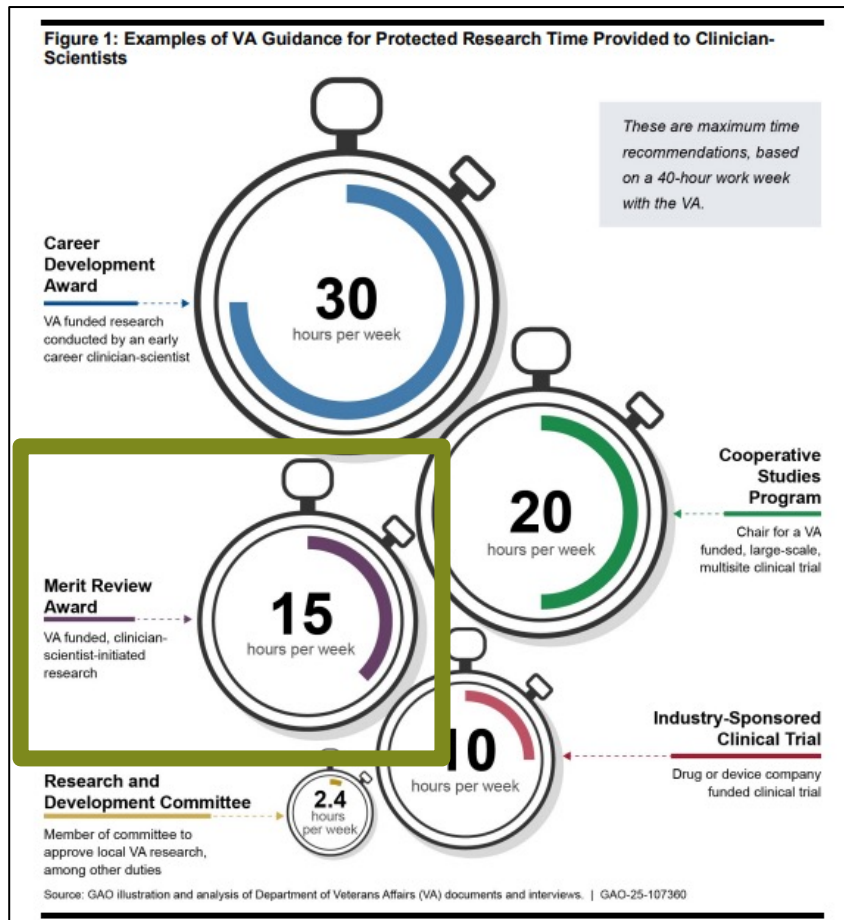 Figure 1: Examples of VA Guidance for Protected Research Time Provided to Clinician-
Scientists
These are maximum time
recommendations, based
on a 40-hour work week
with the VA.
Career
Development
Award
VA funded research
conducted by an early
career clinician-scientist
30
hours per week
Cooperative
Studies
Program
Chair for a VA
funded, large-scale,
multisite clinical trial
20
hours per week
Merit Review
Award
VA funded, clinician-
scientist-initiated
research
15
hours per week
Industry-Sponsored
Clinical Trial
Drug or device company
funded clinical trial
10
hours per week
Research and
Development Committee
Member of committee to
approve local VA research,
among other duties
2.4
hours
per week
Source: GAO illustration and analysis of Department of Veterans Affairs (VA) documents and interviews. | GAO-25-107360